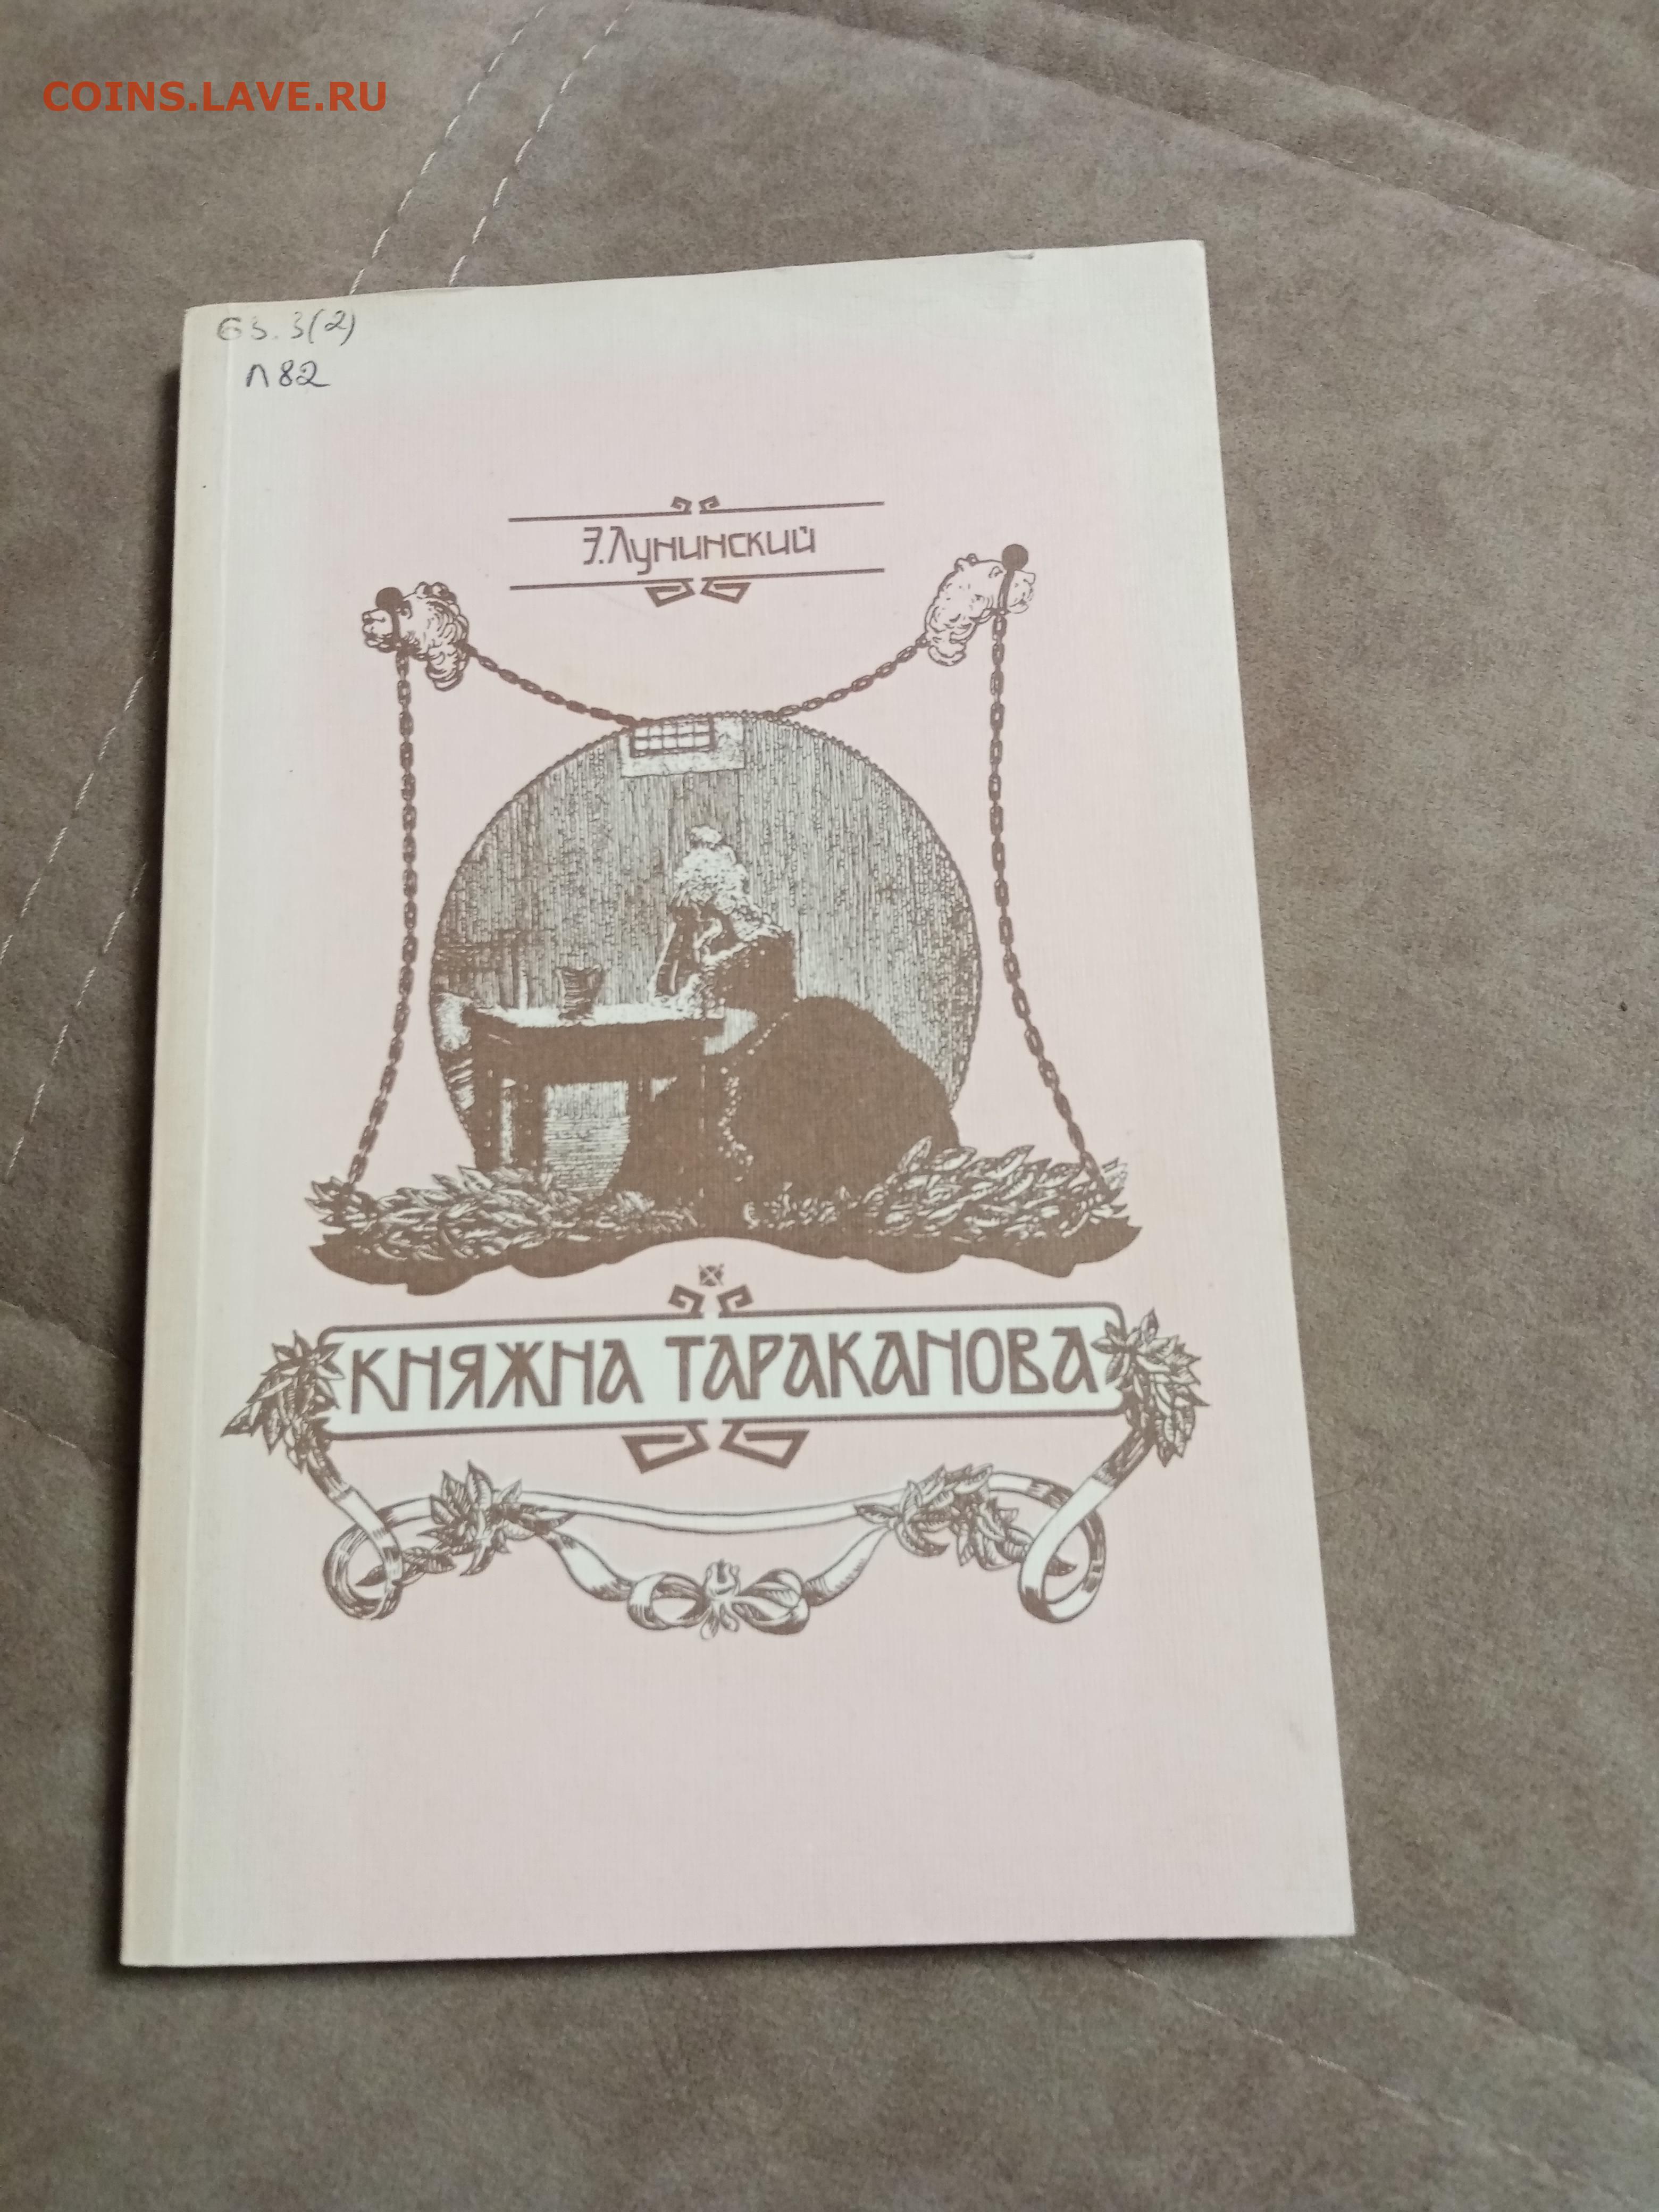 COINS.LAVE.RU
63.3(2)
Л82
Э.Лунинский
КНЯЖНА ТАРАКАНОВА